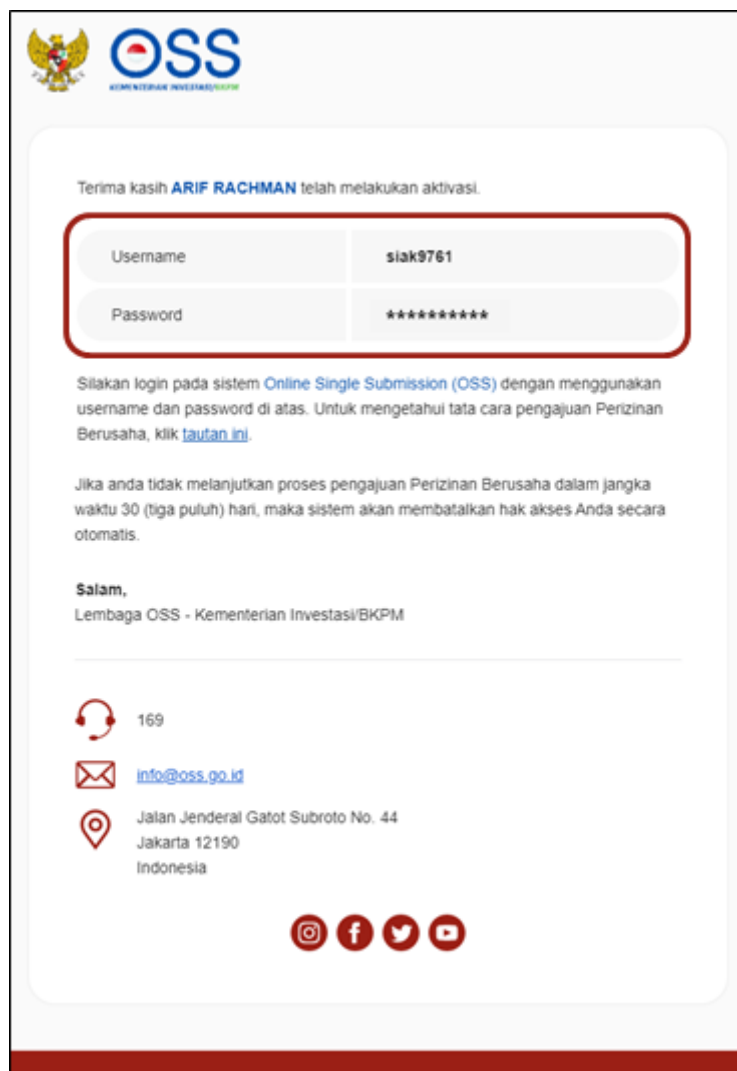 OSS
KEMENTERIAN INVESTASI/BKPM
Terima kasih ARIF RACHMAN telah melakukan aktivasi.
Username siak9761
Password **********
Silakan login pada sistem Online Single Submission (OSS) dengan menggunakan
username dan password di atas. Untuk mengetahui tata cara pengajuan Perizinan
Berusaha, klik tautan ini.
Jika anda tidak melanjutkan proses pengajuan Perizinan Berusaha dalam jangka
waktu 30 (tiga puluh) hari, maka sistem akan membatalkan hak akses Anda secara
otomatis.
Salam,
Lembaga OSS - Kementerian Investasi/BKPM
169
info@oss.go.id
Jalan Jenderal Gatot Subroto No. 44
Jakarta 12190
Indonesia